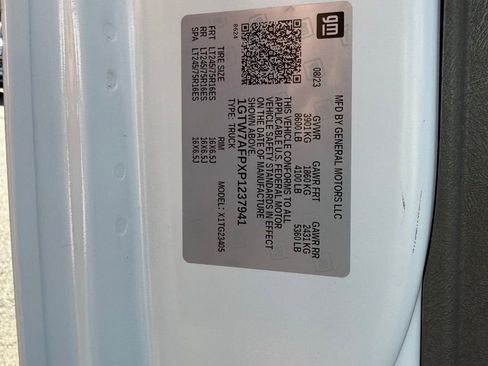 gm
MFD BY GENERAL MOTORS LLC
08/23 GVWR GAWR FRT GAWR RR
3901 KG 1860 KG 2431 KG
8600 LB 4100 LB 5360 LB
THIS VEHICLE CONFORMS TO ALL
APPLICABLE U.S. FEDERAL MOTOR
VEHICLE SAFETY STANDARDS IN EFFECT
ON THE DATE OF MANUFACTURE
SHOWN ABOVE.
1GTW7AFPXP1237941
TYPE: TRUCK MODEL: X1TG23405
8624
TIRE SIZE RIM
FRT LT245/75R16ES 16X6.5J
RR LT245/75R16ES 16X6.5J
SPA LT245/75R16ES 16X6.5J